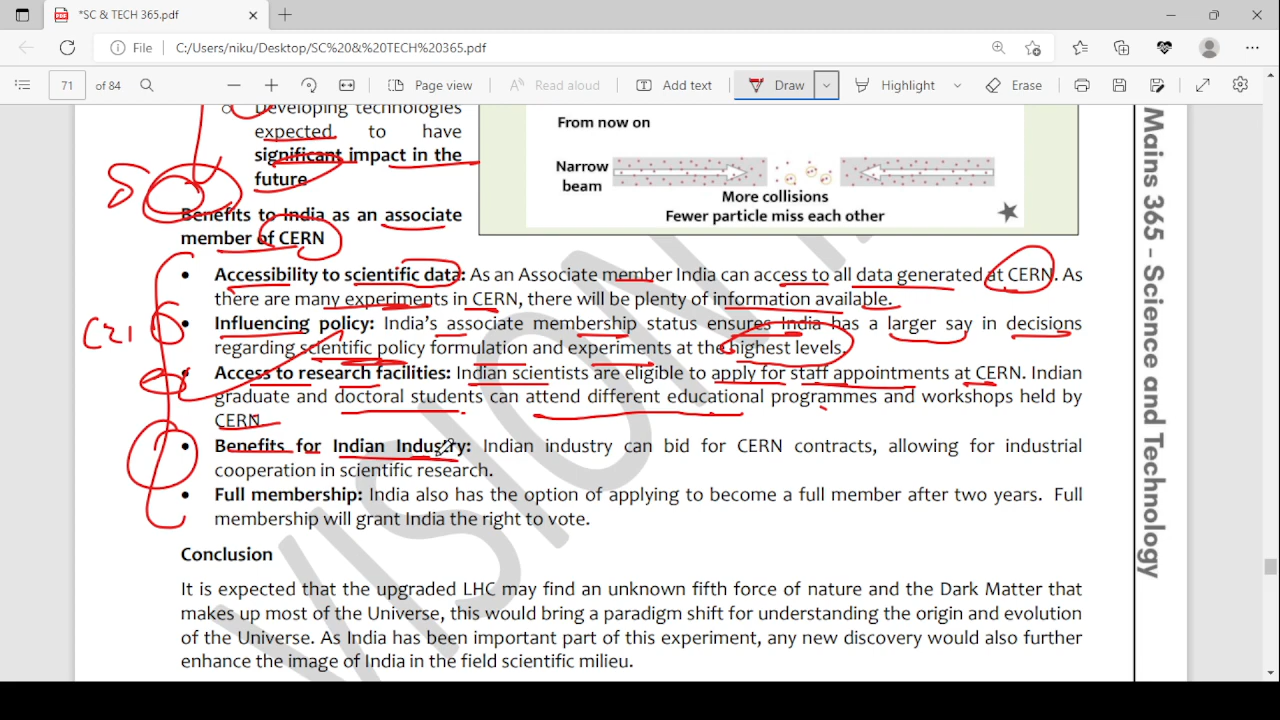 *SC & TECH 365.pdf
File
C:/Users/niku/Desktop/SC%20&%20TECH%20365.pdf
71
of 84
Page view
Read aloud
Add text
Draw
Highlight
Erase
Developing technologies
expected to have
significant impact in the
future
Benefits to India as an associate
member of CERN
From now on
Narrow
beam
More collisions
Fewer particle miss each other
• Accessibility to scientific data: As an Associate member India can access to all data generated at CERN. As
there are many experiments in CERN, there will be plenty of information available.
• Influencing policy: India's associate membership status ensures India has a larger say in decisions
regarding scientific policy formulation and experiments at the highest levels.
• Access to research facilities: Indian scientists are eligible to apply for staff appointments at CERN. Indian
graduate and doctoral students can attend different educational programmes and workshops held by
CERN
• Benefits for Indian Industry: Indian industry can bid for CERN contracts, allowing for industrial
cooperation in scientific research.
• Full membership: India also has the option of applying to become a full member after two years. Full
membership will grant India the right to vote.
Conclusion
It is expected that the upgraded LHC may find an unknown fifth force of nature and the Dark Matter that
makes up most of the Universe, this would bring a paradigm shift for understanding the origin and evolution
of the Universe. As India has been important part of this experiment, any new discovery would also further
enhance the image of India in the field scientific milieu.
Mains 365 - Science and Technology
VISION I